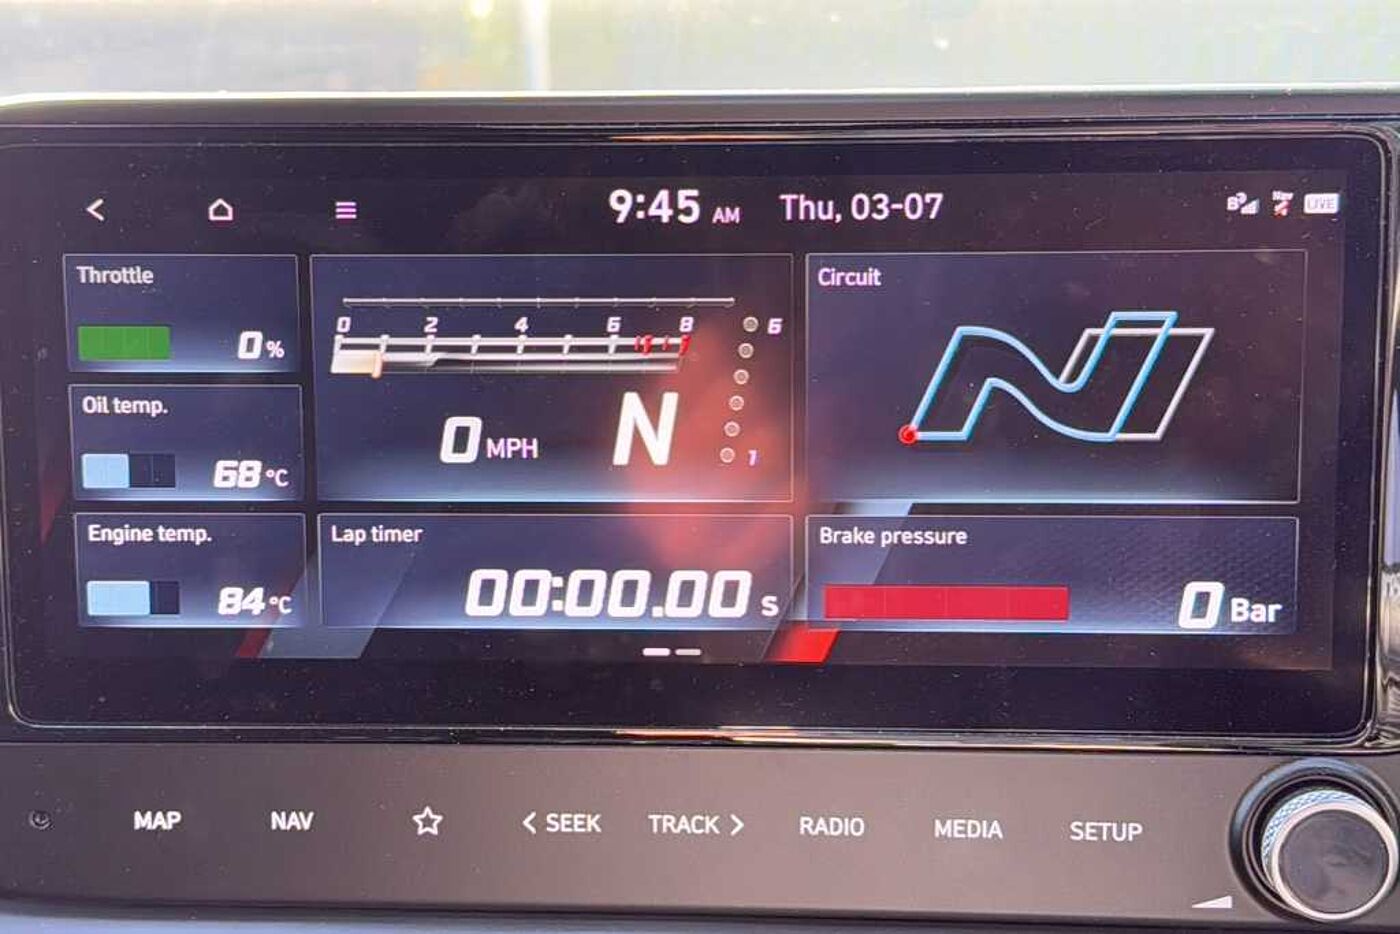 9:45 AM Thu, 03-07
LIVE
Throttle
0 %
Oil temp.
68 °C
Engine temp.
84 °C
0 2 4 6 8
6
1
0 MPH N
Lap timer
00:00.00 s
Circuit
Brake pressure
0 Bar
MAP NAV < SEEK TRACK > RADIO MEDIA SETUP